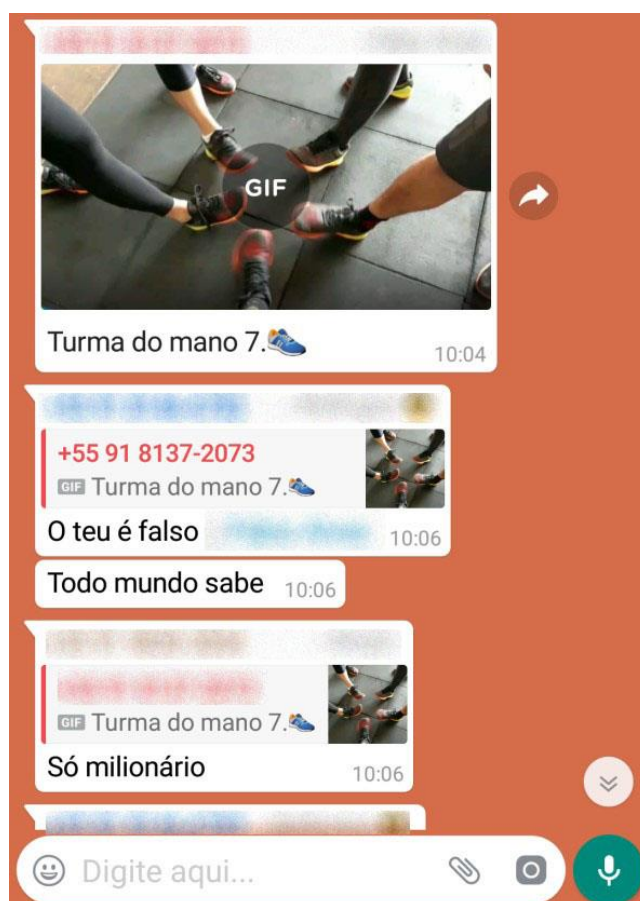 GIF
Turma do mano 7.👟
10:04
+55 91 8137-2073
GIF Turma do mano 7.👟
O teu é falso
10:06
Todo mundo sabe 10:06
GIF Turma do mano 7.👟
Só milionário
10:06
Digite aqui...